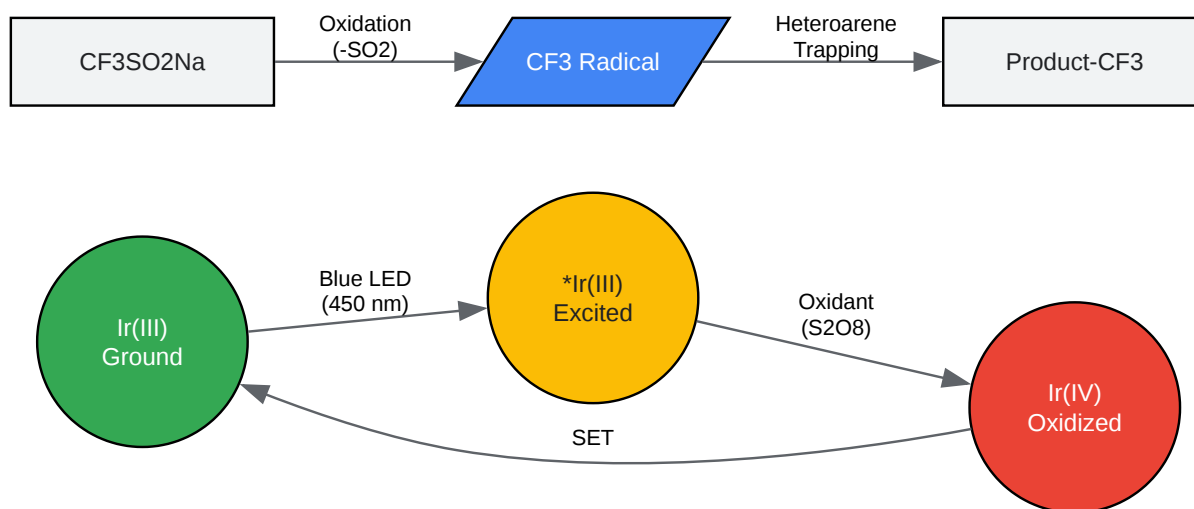 Oxidation
(-SO2)
Heteroarene
Trapping
CF3SO2Na
CF3 Radical
Product-CF3
Blue LED
(450 nm)
*Ir(III)
Excited
Oxidant
(S2O8)
Ir(III)
Ground
Ir(IV)
Oxidized
SET